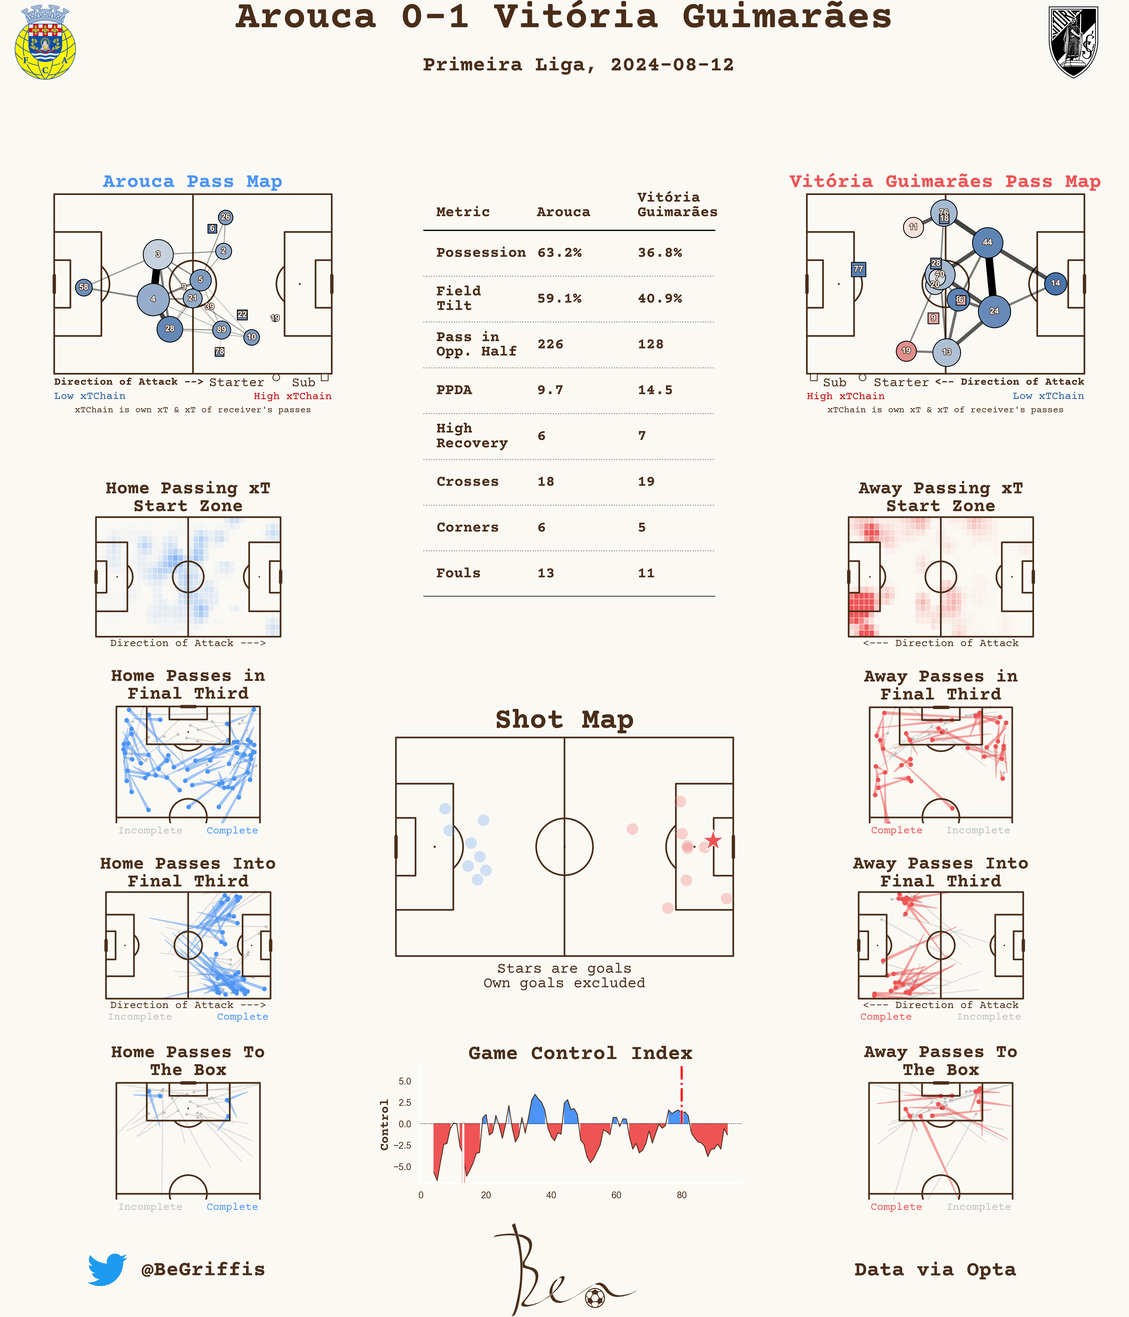 Arouca 0-1 Vitória Guimarães
Primeira Liga, 2024-08-12
F C A
Arouca Pass Map
26
6
2
3
58
5
4
21
39
22
19
28
89
10
78
Direction of Attack --> Starter Sub
Low xTChain High xTChain
xTChain is own xT & xT of receiver's passes
Metric Arouca Vitória Guimarães
Possession 63.2% 36.8%
Field Tilt 59.1% 40.9%
Pass in Opp. Half 226 128
PPDA 9.7 14.5
High Recovery 6 7
Crosses 18 19
Corners 6 5
Fouls 13 11
Vitória Guimarães Pass Map
76
18
11
44
77
28
20
14
24
9
19
13
Sub Starter <-- Direction of Attack
High xTChain Low xTChain
xTChain is own xT & xT of receiver's passes
Home Passing xT
Start Zone
Direction of Attack --->
Away Passing xT
Start Zone
<--- Direction of Attack
Home Passes in
Final Third
Incomplete Complete
Away Passes in
Final Third
Complete Incomplete
Shot Map
Stars are goals
Own goals excluded
Home Passes Into
Final Third
Direction of Attack --->
Incomplete Complete
Away Passes Into
Final Third
<--- Direction of Attack
Complete Incomplete
Home Passes To
The Box
Incomplete Complete
Game Control Index
Control
5.0
2.5
0.0
−2.5
−5.0
0 20 40 60 80
Away Passes To
The Box
Complete Incomplete
@BeGriffis
Ben
Data via Opta